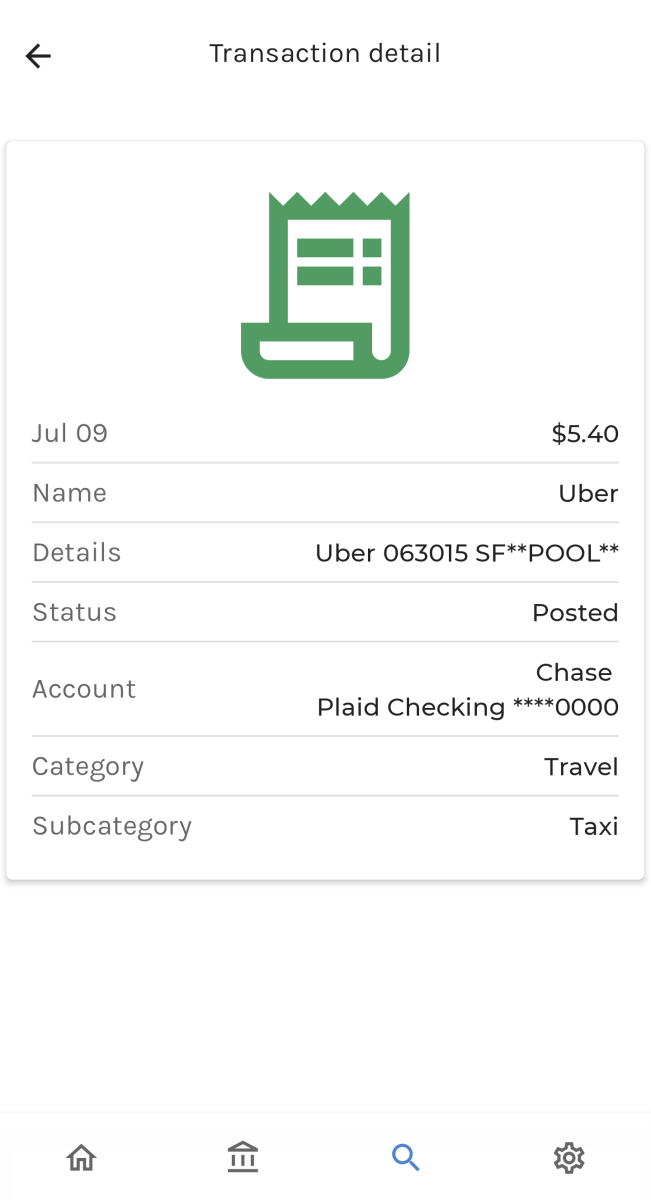 Transaction detail
Jul 09 $5.40
Name Uber
Details Uber 063015 SF**POOL**
Status Posted
Account Chase
Plaid Checking ****0000
Category Travel
Subcategory Taxi